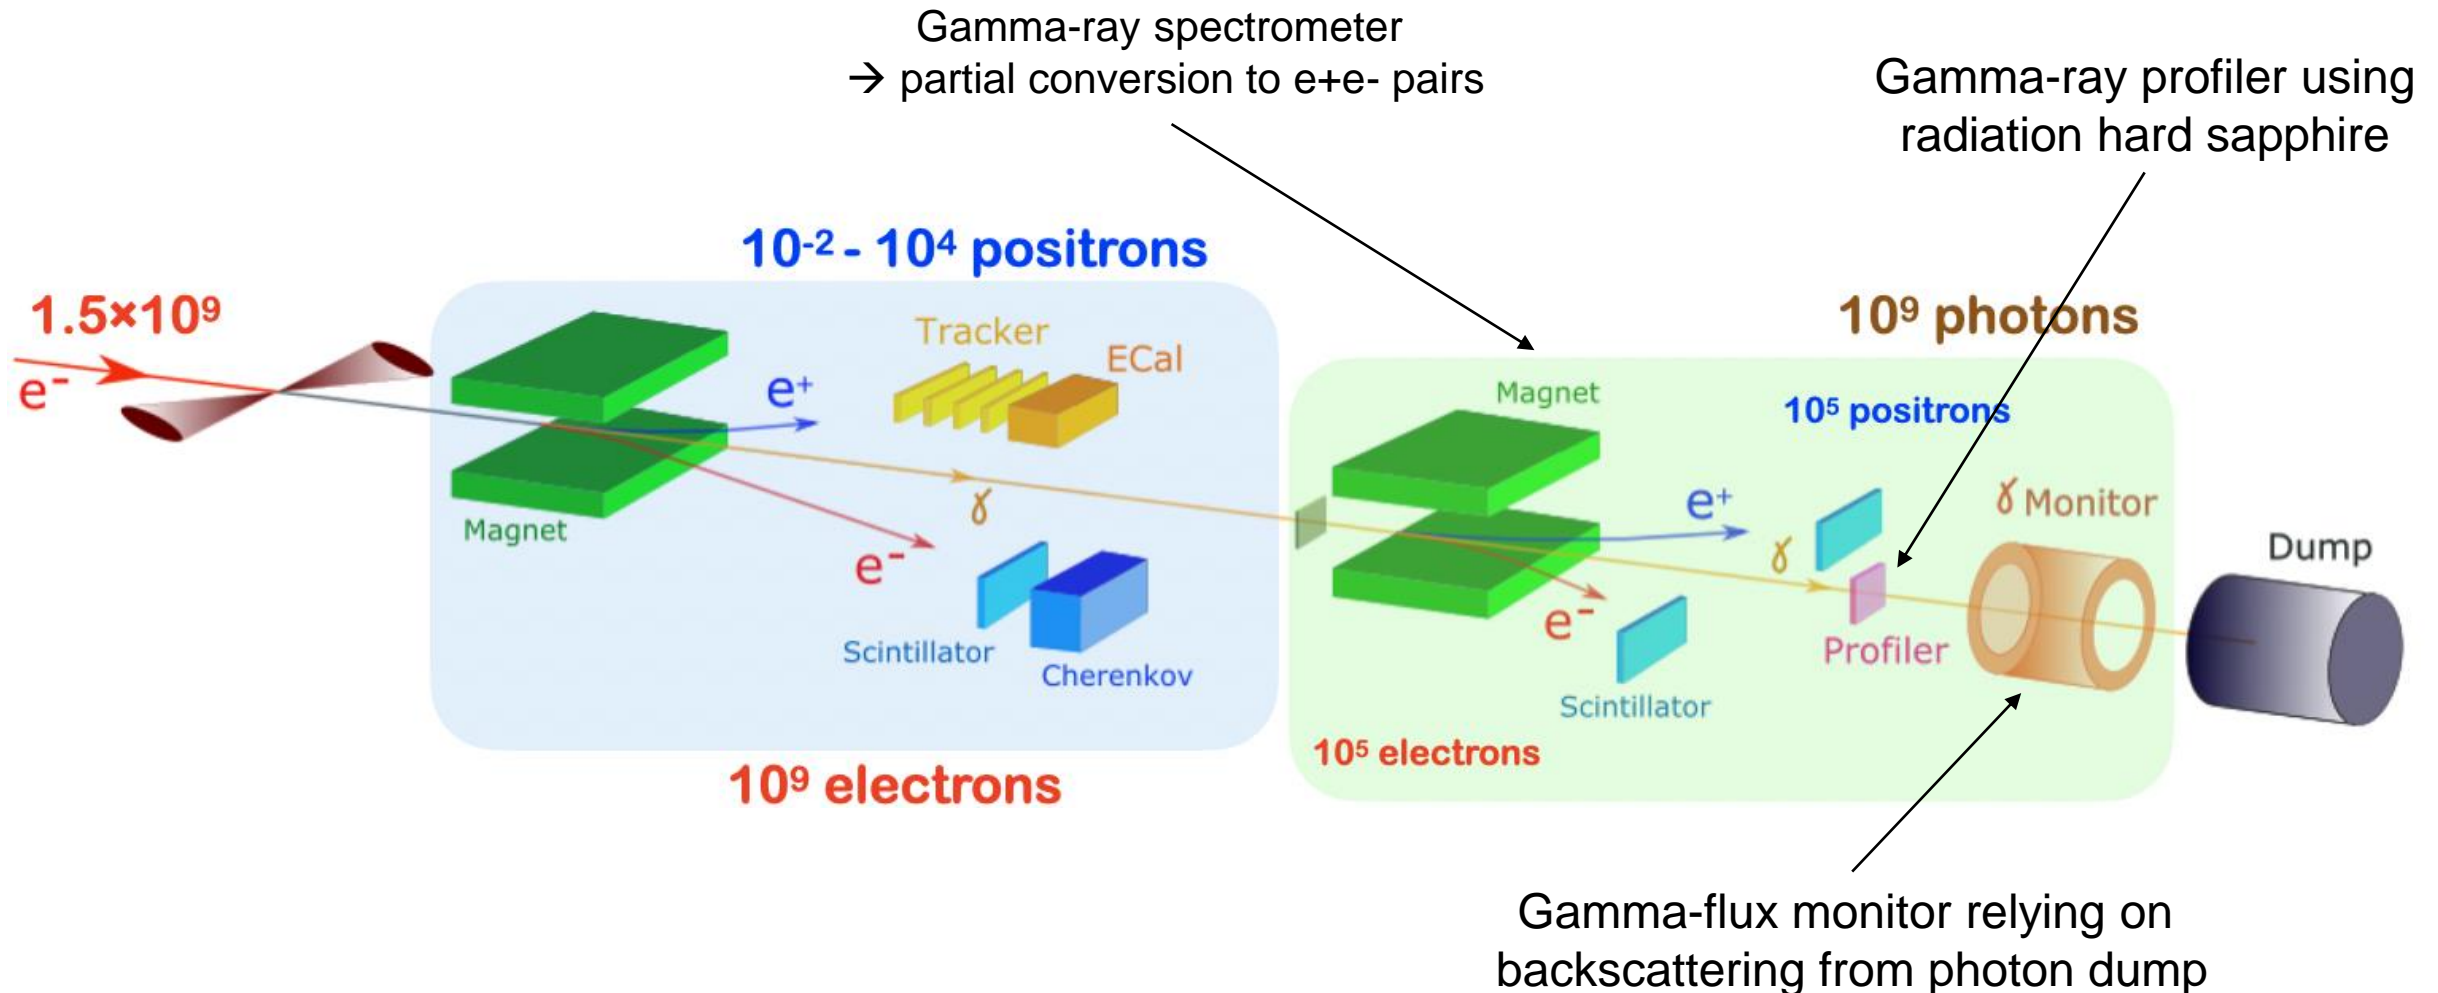 Gamma-ray spectrometer
→ partial conversion to e+e- pairs
Gamma-ray profiler using
radiation hard sapphire
10-2 - 104 positrons
1.5×109
e-
Tracker
ECal
e+
Magnet
γ
e-
Scintillator
Cherenkov
109 electrons
109 photons
Magnet
105 positrons
e+
γ
γ Monitor
e-
Profiler
Scintillator
105 electrons
Dump
Gamma-flux monitor relying on
backscattering from photon dump